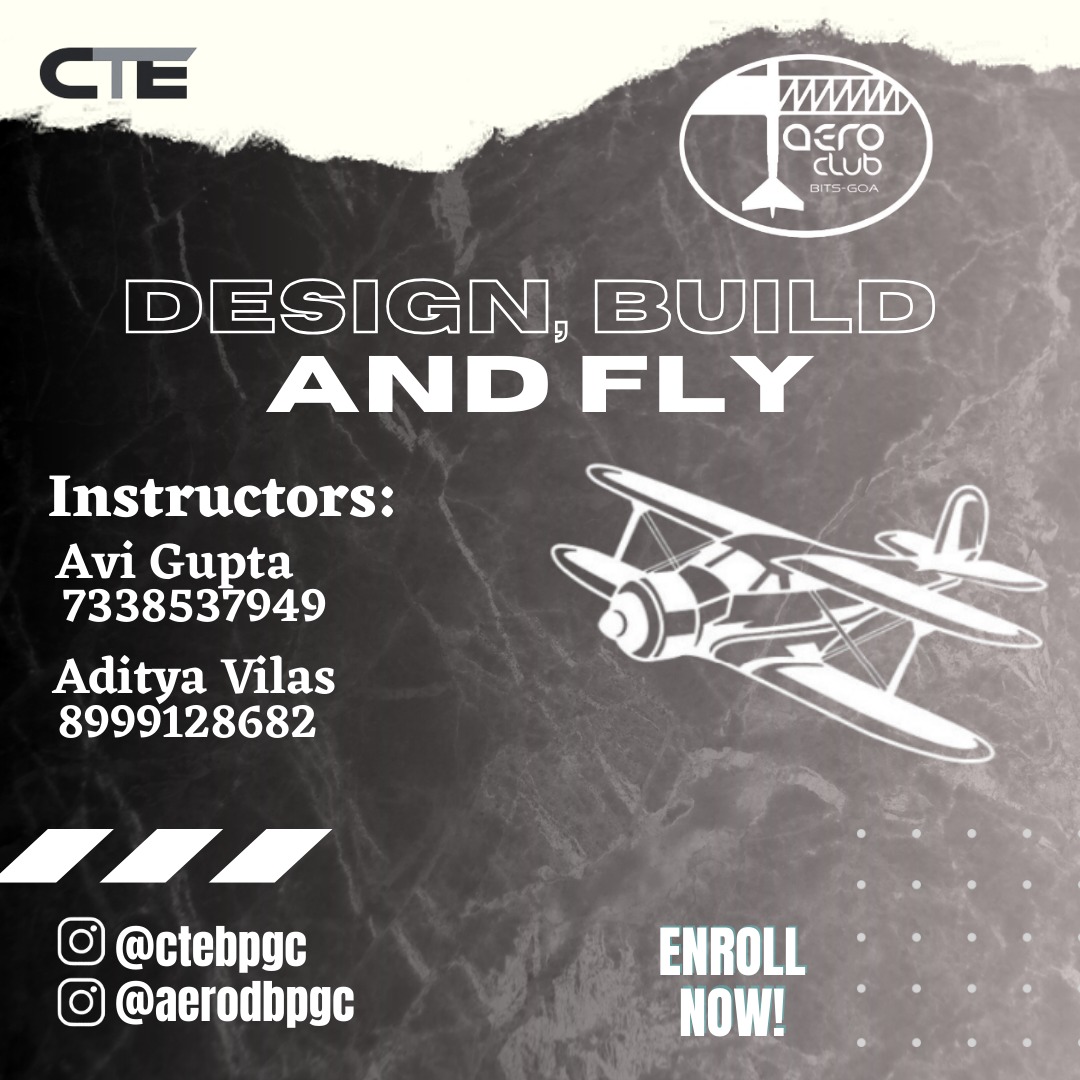 CTE
aero
club
BITS-GOA
DESIGN, BUILD
AND FLY
Instructors:
Avi Gupta
7338537949
Aditya Vilas
8999128682
@ctebpgc
@aerodbpgc
ENROLL
NOW!